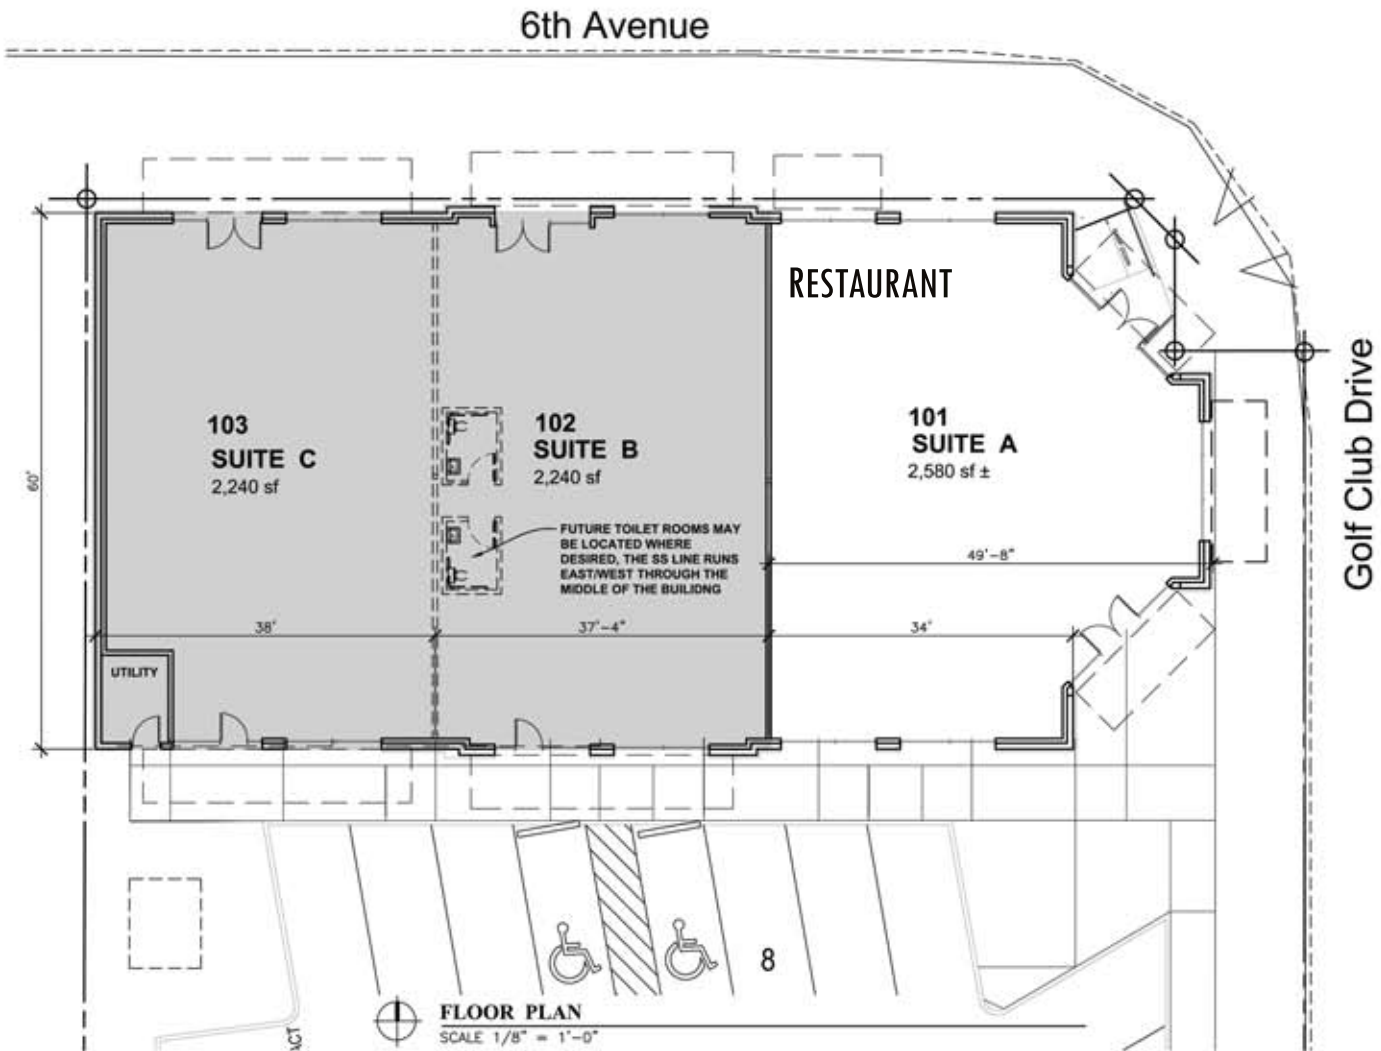 6th Avenue
RESTAURANT
Golf Club Drive
103
SUITE C
2,240 sf
102
SUITE B
2,240 sf
101
SUITE A
2,580 sf ±
60'
FUTURE TOILET ROOMS MAY
BE LOCATED WHERE
DESIRED, THE SS LINE RUNS
EAST/WEST THROUGH THE
MIDDLE OF THE BUILIDNG
49'-8"
38'
37'-4"
34'
UTILITY
8
FLOOR PLAN
SCALE 1/8" = 1'-0"